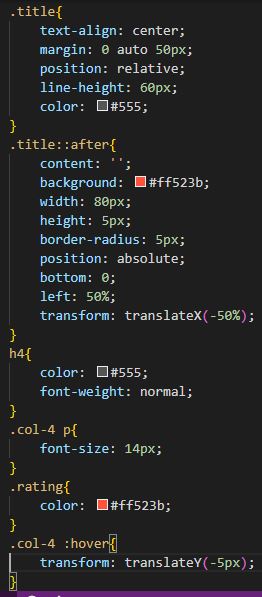 .title{
    text-align: center;
    margin: 0 auto 50px;
    position: relative;
    line-height: 60px;
    color: #555;
}
.title::after{
    content: '';
    background: #ff523b;
    width: 80px;
    height: 5px;
    border-radius: 5px;
    position: absolute;
    bottom: 0;
    left: 50%;
    transform: translateX(-50%);
}
h4{
    color: #555;
    font-weight: normal;
}
.col-4 p{
    font-size: 14px;
}
.rating{
    color: #ff523b;
}
.col-4 :hover{
    transform: translateY(-5px);
}